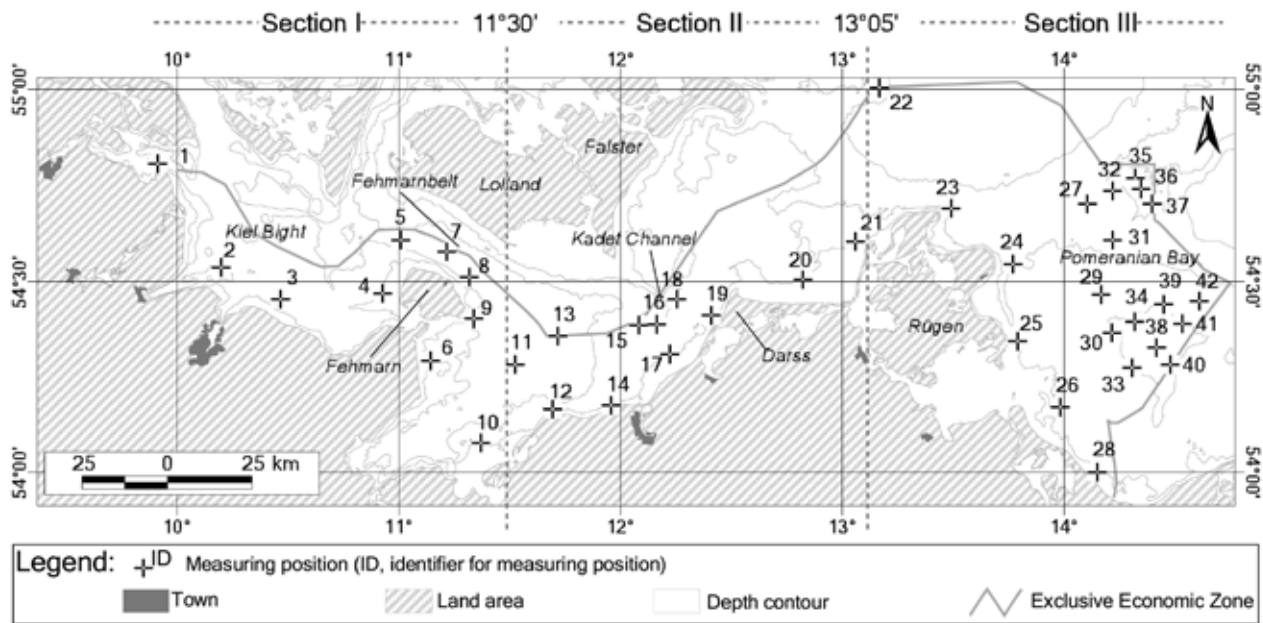 Section I 11°30' Section II 13°05' Section III
10° 11° 12° 13° 14°
55°00' 55°00'
22
N
Falster
1
35
32 36
Fehmarnbelt Lolland
27 37
23
5
Kiel Bight
7
Kadet Channel
21
31
2
24
Pomeranian Bay
8
18
20
54°30' 54°30'
3 4
29 39 42
9
16 19
34
13
15
Rügen
25
30 38 41
11
17
Darss
6
Fehmarn
33 40
12 14
26
10
25 0 25 km
28
54°00' 54°00'
10° 11° 12° 13° 14°
Legend: ID Measuring position (ID, identifier for measuring position)
Town Land area Depth contour Exclusive Economic Zone